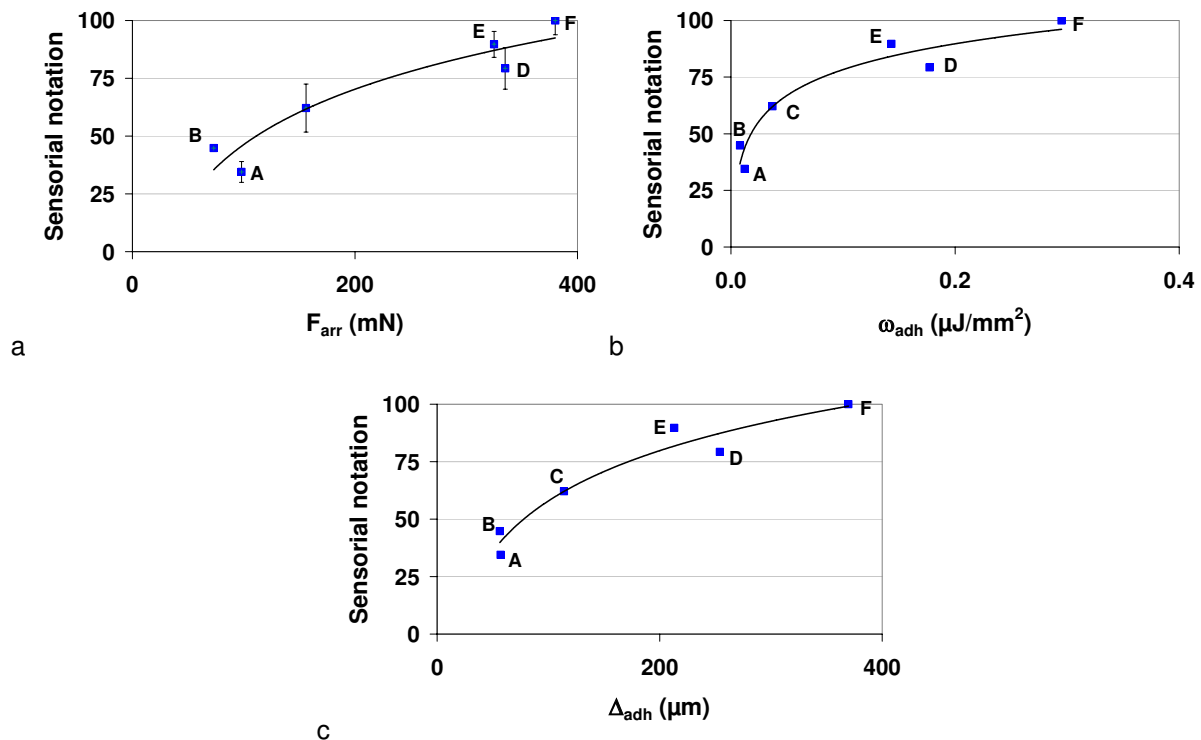 100
75
50
25
0
Sensorial notation
B
A
E
D
F
0
200
400
F_arr (mN)
a
100
75
50
25
0
Sensorial notation
B
A
C
E
D
F
0.0
0.2
0.4
ω_adh (µJ/mm²)
b
100
75
50
25
0
Sensorial notation
B
A
C
E
D
F
0
200
400
Δ_adh (µm)
c